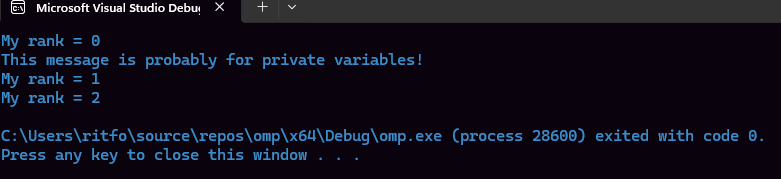 Microsoft Visual Studio Debug
My rank = 0
This message is probably for private variables!
My rank = 1
My rank = 2
C:\Users\ritfo\source\repos\omp\x64\Debug\omp.exe (process 28600) exited with code 0.
Press any key to close this window . . .